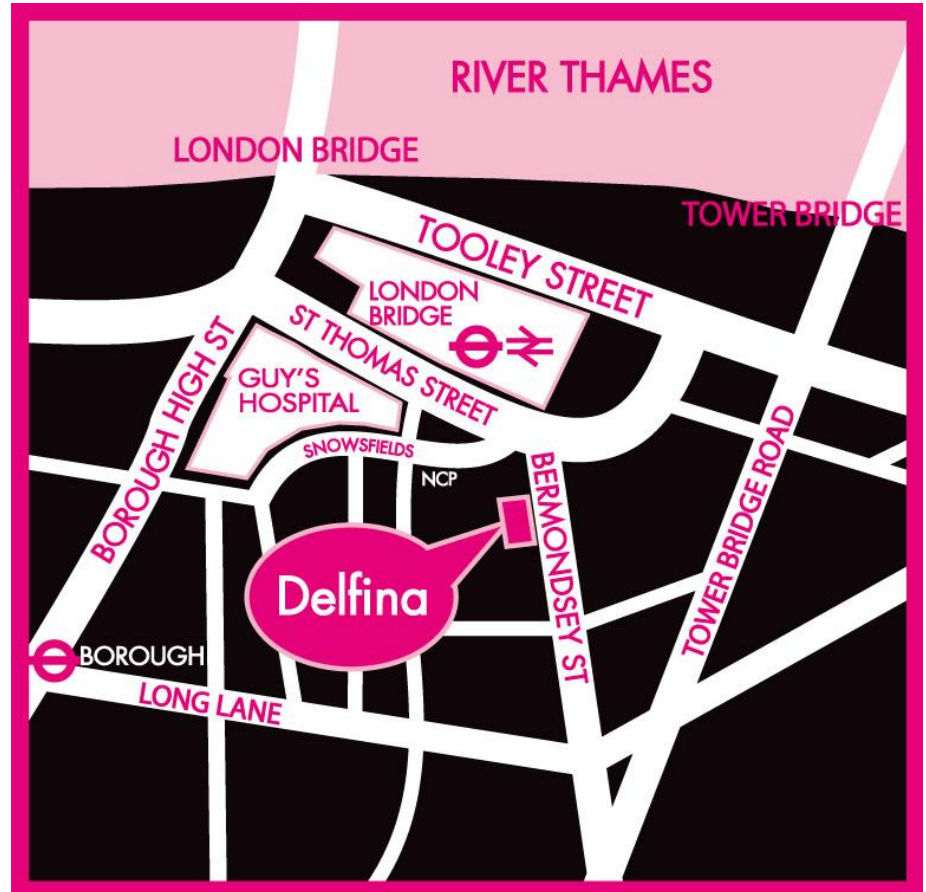 RIVER THAMES
LONDON BRIDGE
TOWER BRIDGE
TOOLEY STREET
LONDON
BRIDGE
ST THOMAS STREET
BOROUGH HIGH ST
GUY'S
HOSPITAL
SNOWSFIELDS
NCP
BERMONDSEY ST
TOWER BRIDGE ROAD
Delfina
BOROUGH
LONG LANE